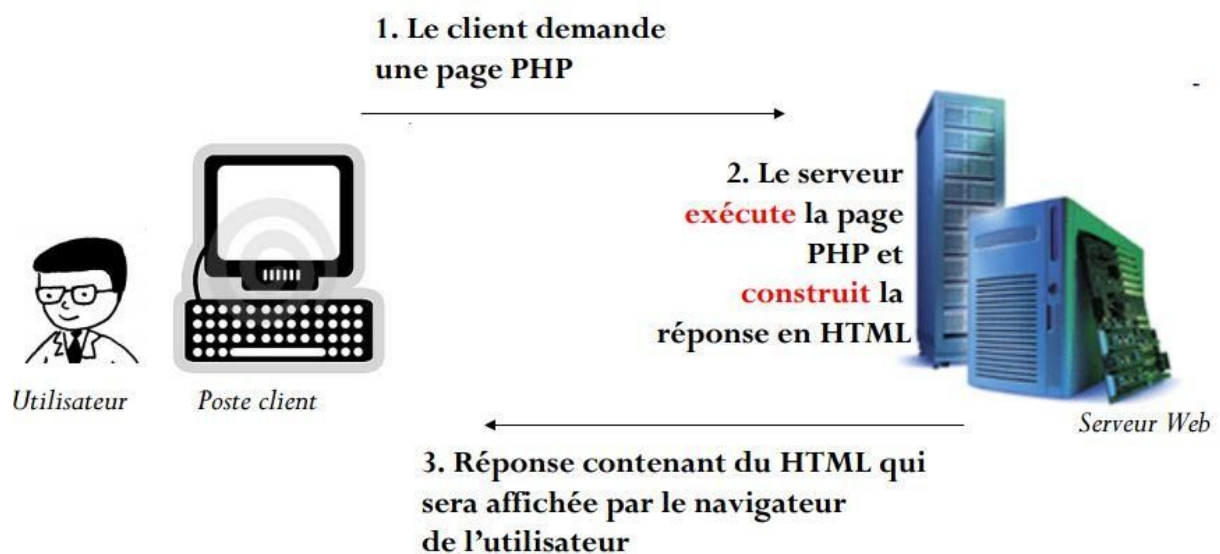 1. Le client demande
une page PHP
2. Le serveur
exécute la page
PHP et
construit la
réponse en HTML
Utilisateur
Poste client
Serveur Web
3. Réponse contenant du HTML qui
sera affichée par le navigateur
de l'utilisateur